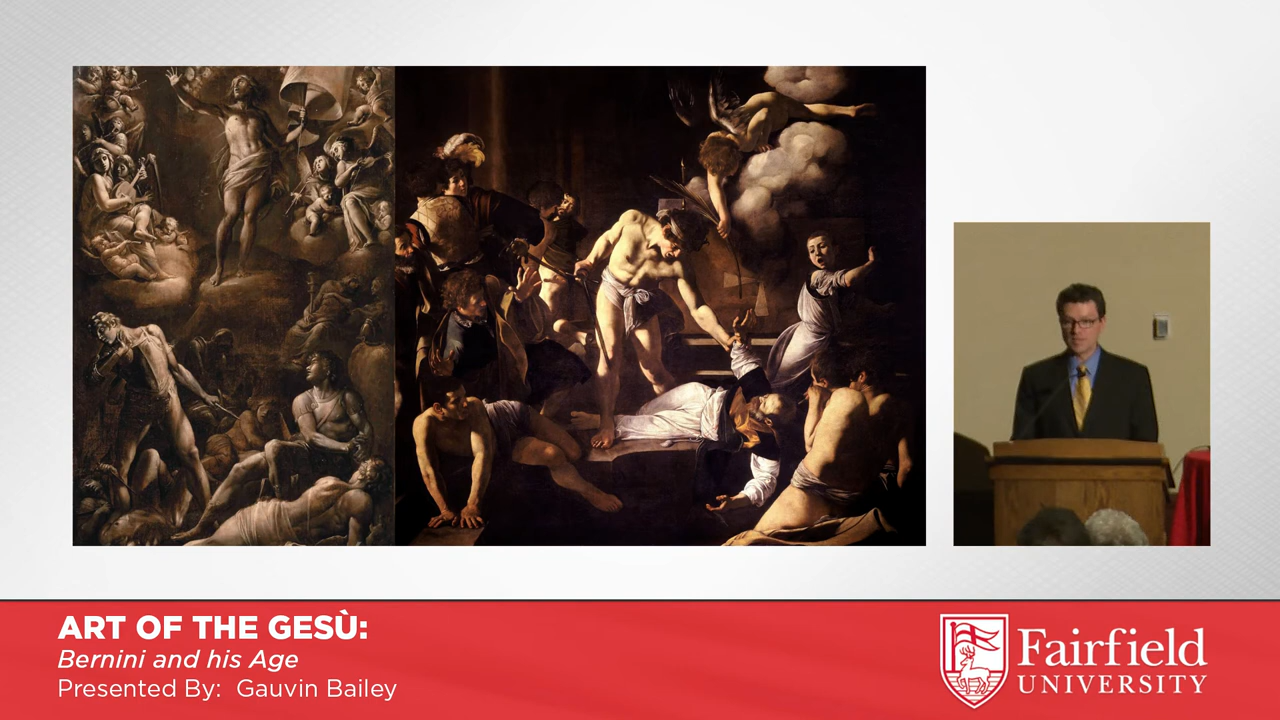 ART OF THE GESÙ:
Bernini and his Age
Presented By:  Gauvin Bailey
Fairfield
UNIVERSITY